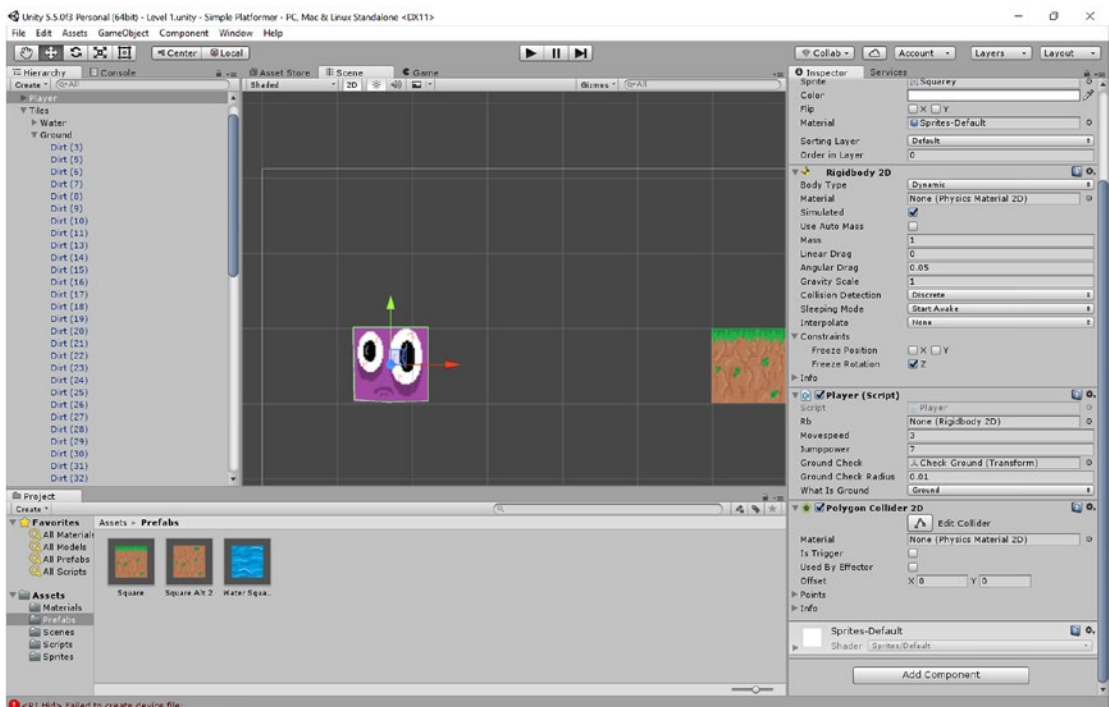 Unity 5.5.0f3 Personal (64bit) - Level 1.unity - Simple Platformer - PC, Mac & Linux Standalone <DX11>
File Edit Assets GameObject Component Window Help
Center Local Collab Account Layers Layout
Hierarchy Console Asset Store Scene Game Inspector Services
Create All Shaded 2D Gizmos All
Player
Tiles
Water
Ground
Dirt (3)
Dirt (5)
Dirt (6)
Dirt (7)
Dirt (8)
Dirt (9)
Dirt (10)
Dirt (11)
Dirt (13)
Dirt (14)
Dirt (15)
Dirt (16)
Dirt (17)
Dirt (18)
Dirt (19)
Dirt (20)
Dirt (21)
Dirt (22)
Dirt (23)
Dirt (24)
Dirt (25)
Dirt (26)
Dirt (27)
Dirt (28)
Dirt (29)
Dirt (30)
Dirt (31)
Dirt (32)
Sprite Squarey
Color
Flip X Y
Material Sprites-Default
Sorting Layer Default
Order in Layer 0
Rigidbody 2D
Body Type Dynamic
Material None (Physics Material 2D)
Simulated
Use Auto Mass
Mass 1
Linear Drag 0
Angular Drag 0.05
Gravity Scale 1
Collision Detection Discrete
Sleeping Mode Start Awake
Interpolate None
Constraints
Freeze Position X Y
Freeze Rotation Z
Info
Player (Script)
Script Player
Rb None (Rigidbody 2D)
Movespeed 3
Jumppower 7
Ground Check Check Ground (Transform)
Ground Check Radius 0.01
What Is Ground Ground
Polygon Collider 2D
Edit Collider
Material None (Physics Material 2D)
Is Trigger
Used By Effector
Offset X 0 Y 0
Points
Info
Sprites-Default
Shader Sprites/Default
Add Component
Project
Create
Favorites
All Materials
All Models
All Prefabs
All Scripts
Assets
Materials
Prefabs
Scenes
Scripts
Sprites
Assets Prefabs
Square Square Alt 2 Water Squa...
Failed to create device file: